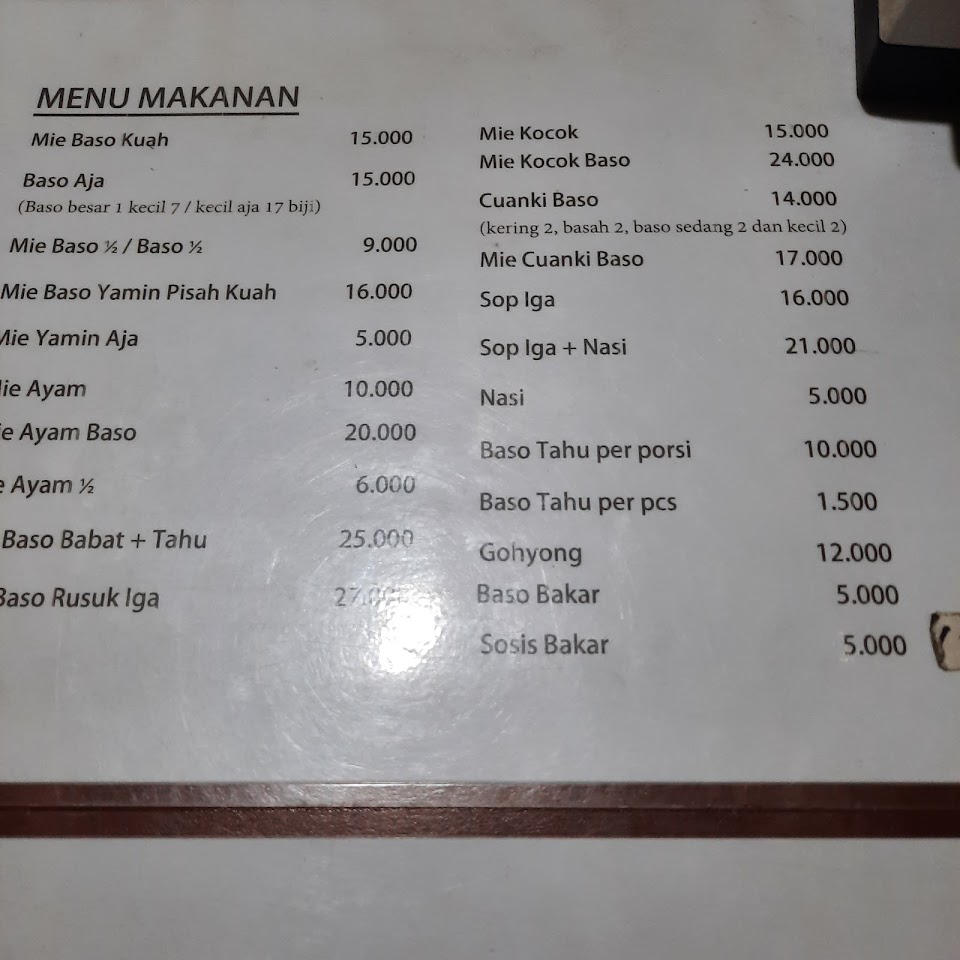 MENU MAKANAN
Mie Baso Kuah 15.000
Baso Aja 15.000
(Baso besar 1 kecil 7 / kecil aja 17 biji)
Mie Baso ½ / Baso ½ 9.000
Mie Baso Yamin Pisah Kuah 16.000
Mie Yamin Aja 5.000
ie Ayam 10.000
e Ayam Baso 20.000
e Ayam ½ 6.000
Baso Babat + Tahu 25.000
Baso Rusuk Iga
Mie Kocok 15.000
Mie Kocok Baso 24.000
Cuanki Baso 14.000
(kering 2, basah 2, baso sedang 2 dan kecil 2)
Mie Cuanki Baso 17.000
Sop Iga 16.000
Sop Iga + Nasi 21.000
Nasi 5.000
Baso Tahu per porsi 10.000
Baso Tahu per pcs 1.500
Gohyong 12.000
Baso Bakar 5.000
Sosis Bakar 5.000